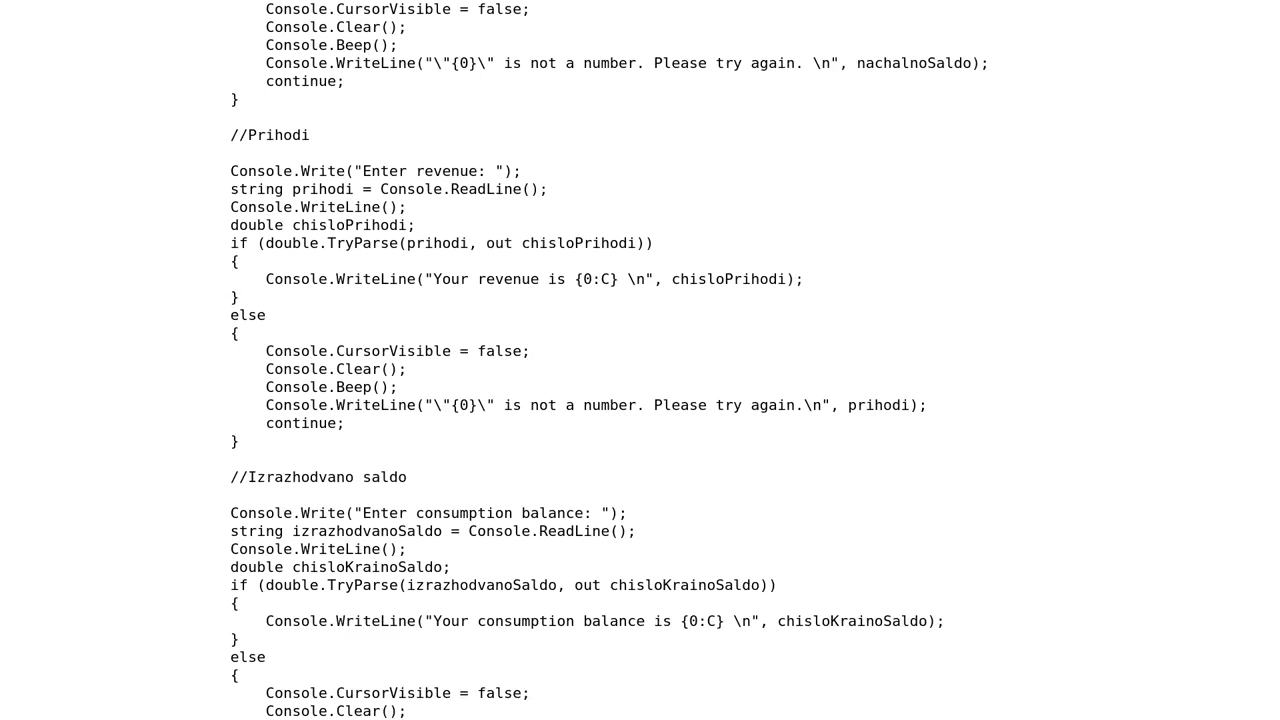 Console.CursorVisible = false;
Console.Clear();
Console.Beep();
Console.WriteLine("\"{0}\" is not a number. Please try again. \n", nachalnoSaldo);
continue;
}
//Prihodi
Console.Write("Enter revenue: ");
string prihodi = Console.ReadLine();
Console.WriteLine();
double chisloPrihodi;
if (double.TryParse(prihodi, out chisloPrihodi))
{
Console.WriteLine("Your revenue is {0:C} \n", chisloPrihodi);
}
else
{
Console.CursorVisible = false;
Console.Clear();
Console.Beep();
Console.WriteLine("\"{0}\" is not a number. Please try again.\n", prihodi);
continue;
}
//Izrazhodvano saldo
Console.Write("Enter consumption balance: ");
string izrazhodvanoSaldo = Console.ReadLine();
Console.WriteLine();
double chisloKrainoSaldo;
if (double.TryParse(izrazhodvanoSaldo, out chisloKrainoSaldo))
{
Console.WriteLine("Your consumption balance is {0:C} \n", chisloKrainoSaldo);
}
else
{
Console.CursorVisible = false;
Console.Clear();